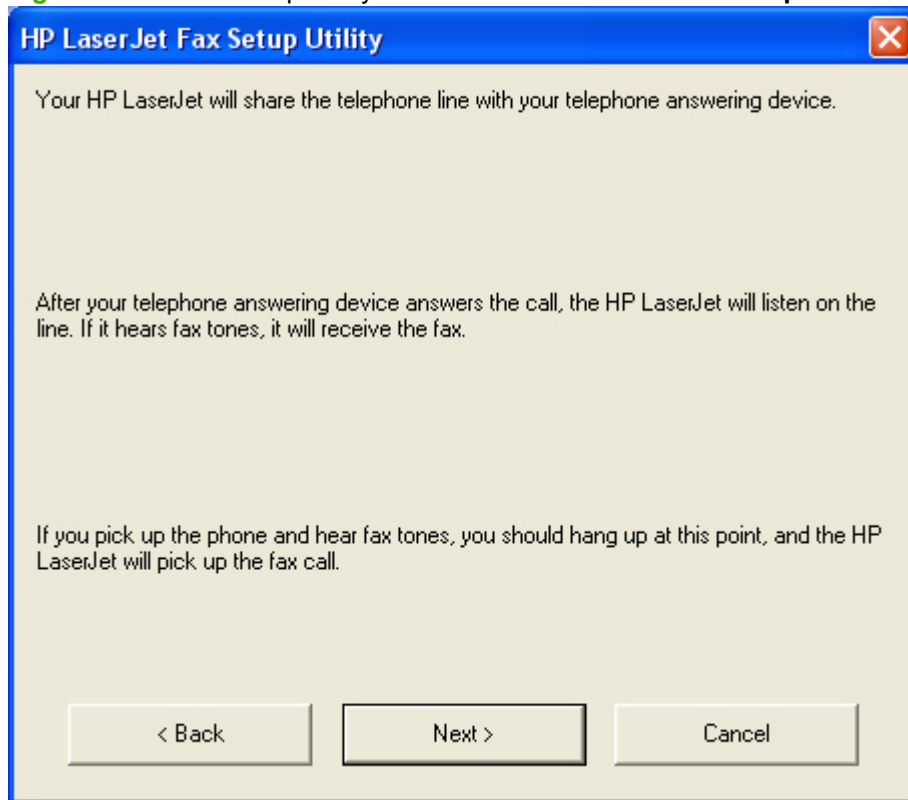 HP LaserJet Fax Setup Utility
Your HP LaserJet will share the telephone line with your telephone answering device.
After your telephone answering device answers the call, the HP LaserJet will listen on the
line. If it hears fax tones, it will receive the fax.
If you pick up the phone and hear fax tones, you should hang up at this point, and the HP
LaserJet will pick up the fax call.
< Back
Next >
Cancel